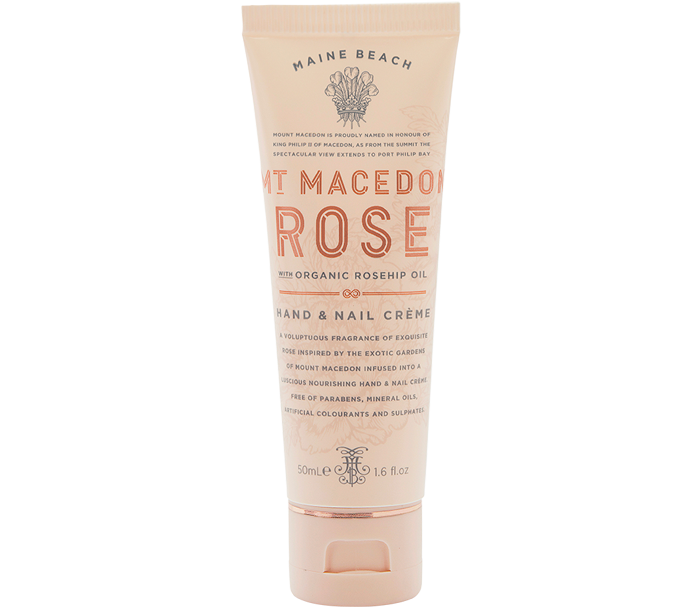 MAINE BEACH
MOUNT MACEDON IS PROUDLY NAMED IN HONOUR OF
KING PHILIP II OF MACEDON, AS FROM THE SUMMIT THE
SPECTACULAR VIEW EXTENDS TO PORT PHILIP BAY
MT MACEDON
ROSE
WITH ORGANIC ROSEHIP OIL
HAND & NAIL CRÈME
A VOLUPTUOUS FRAGRANCE OF EXQUISITE
ROSE INSPIRED BY THE EXOTIC GARDENS
OF MOUNT MACEDON INFUSED INTO A
LUSCIOUS NOURISHING HAND & NAIL CRÈME
FREE OF PARABENS, MINERAL OILS,
ARTIFICIAL COLOURANTS AND SULPHATES.
50mL℮ 1.6 fl.oz